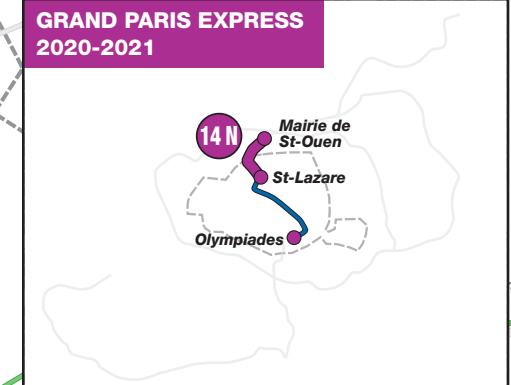 GRAND PARIS EXPRESS
2020-2021
14 N
Mairie de
St-Ouen
St-Lazare
Olympiades